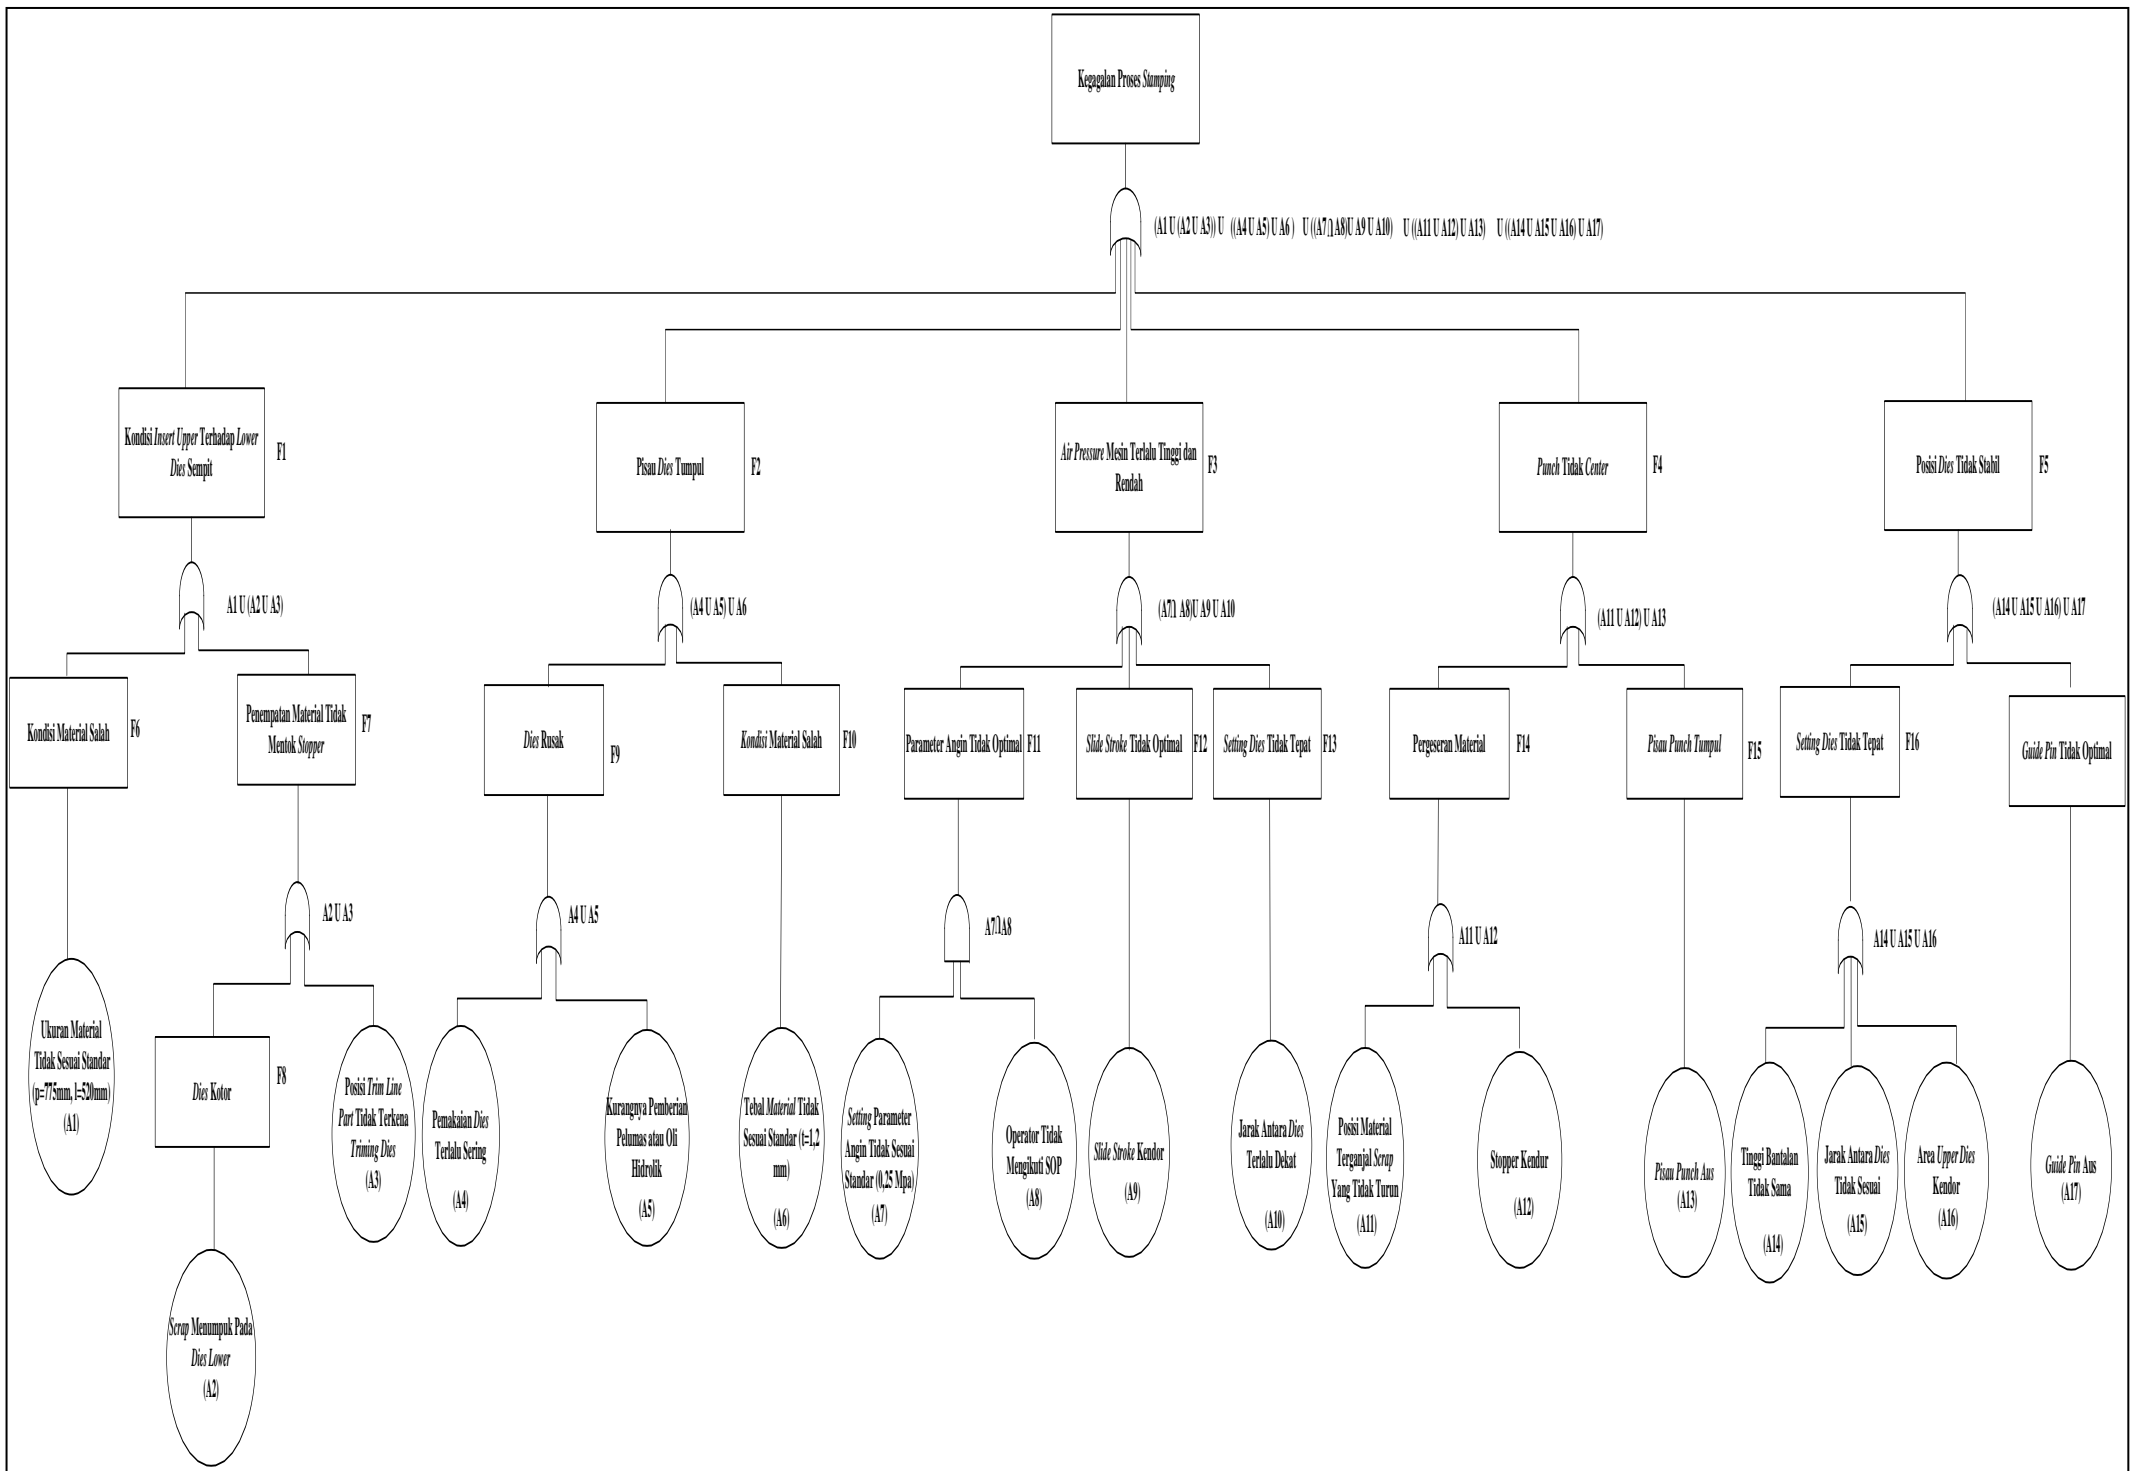 Kegagalan Proses Stamping
(A1 U (A2 U A3)) U ((A4 U A5) U A6 ) U ((A7⋂ A8)U A9 U A10) U ((A11 U A12) U A13) U ((A14 U A15 U A16) U A17)
Kondisi Insert Upper Terhadap Lower
Dies Sempit
F1
Pisau Dies Tumpul
F2
Air Pressure Mesin Terlalu Tinggi dan
Rendah
F3
Punch Tidak Center
F4
Posisi Dies Tidak Stabil
F5
A1 U (A2 U A3)
(A4 U A5) U A6
(A7⋂ A8)U A9 U A10
(A11 U A12) U A13
(A14 U A15 U A16) U A17
Kondisi Material Salah
F6
Penempatan Material Tidak
Mentok Stopper
F7
Dies Rusak
F9
Kondisi Material Salah
F10
Parameter Angin Tidak Optimal
F11
Slide Stroke Tidak Optimal
F12
Setting Dies Tidak Tepat
F13
Pergeseran Material
F14
Pisau Punch Tumpul
F15
Setting Dies Tidak Tepat
F16
Guide Pin Tidak Optimal
A2 U A3
A4 U A5
A7⋂A8
A11 U A12
A14 U A15 U A16
Ukuran Material
Tidak Sesuai Standar
(p=775mm, l=520mm)
(A1)
Dies Kotor
F8
Posisi Trim Line
Part Tidak Terkena
Triming Dies
(A3)
Pemakaian Dies
Terlalu Sering
(A4)
Kurangnya Pemberian
Pelumas atau Oli
Hidrolik
(A5)
Tebal Material Tidak
Sesuai Standar (t=1,2
mm)
(A6)
Setting Parameter
Angin Tidak Sesuai
Standar (0,25 Mpa)
(A7)
Operator Tidak
Mengikuti SOP
(A8)
Slide Stroke Kendor
(A9)
Jarak Antara Dies
Terlalu Dekat
(A10)
Posisi Material
Terganjal Scrap
Yang Tidak Turun
(A11)
Stopper Kendur
(A12)
Pisau Punch Aus
(A13)
Tinggi Bantalan
Tidak Sama
(A14)
Jarak Antara Dies
Tidak Sesuai
(A15)
Area Upper Dies
Kendor
(A16)
Guide Pin Aus
(A17)
Scrap Menumpuk Pada
Dies Lower
(A2)